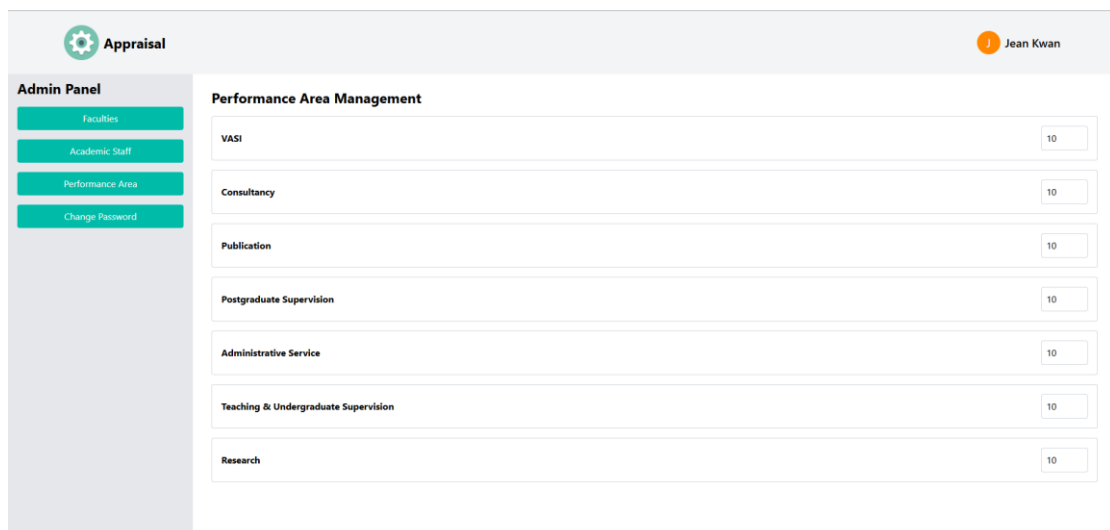 Appraisal
J Jean Kwan
Admin Panel
Faculties
Academic Staff
Performance Area
Change Password
Performance Area Management
VASI 10
Consultancy 10
Publication 10
Postgraduate Supervision 10
Administrative Service 10
Teaching & Undergraduate Supervision 10
Research 10